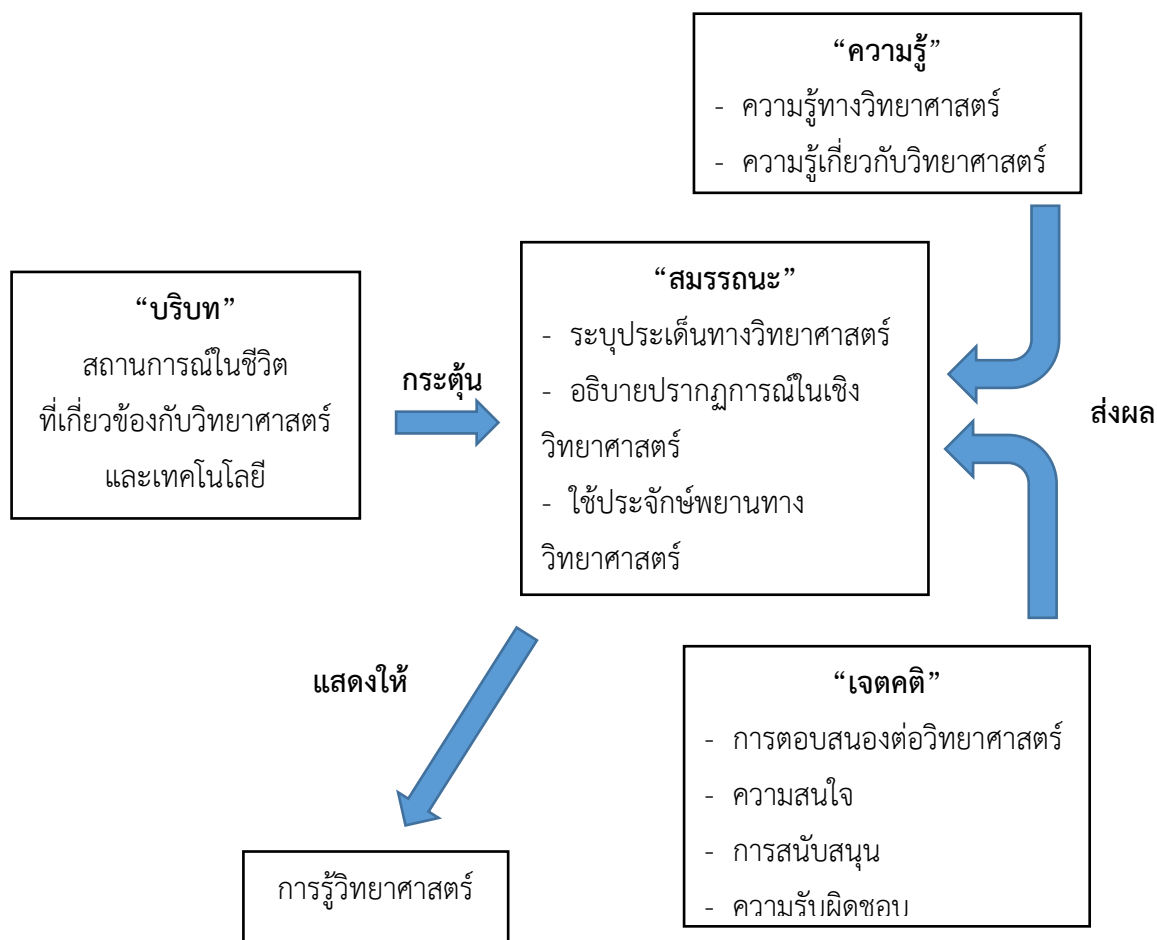 “ความรู้”
- ความรู้ทางวิทยาศาสตร์
- ความรู้เกี่ยวกับวิทยาศาสตร์
“บริบท”
สถานการณ์ในชีวิต
ที่เกี่ยวข้องกับวิทยาศาสตร์
และเทคโนโลยี
กระตุ้น
“สมรรถนะ”
- ระบุประเด็นทางวิทยาศาสตร์
- อธิบายปรากฏการณ์ในเชิง
วิทยาศาสตร์
- ใช้ประจักษ์พยานทาง
วิทยาศาสตร์
ส่งผล
แสดงให้
“เจตคติ”
- การตอบสนองต่อวิทยาศาสตร์
- ความสนใจ
- การสนับสนุน
- ความรับผิดชอบ
การรู้วิทยาศาสตร์